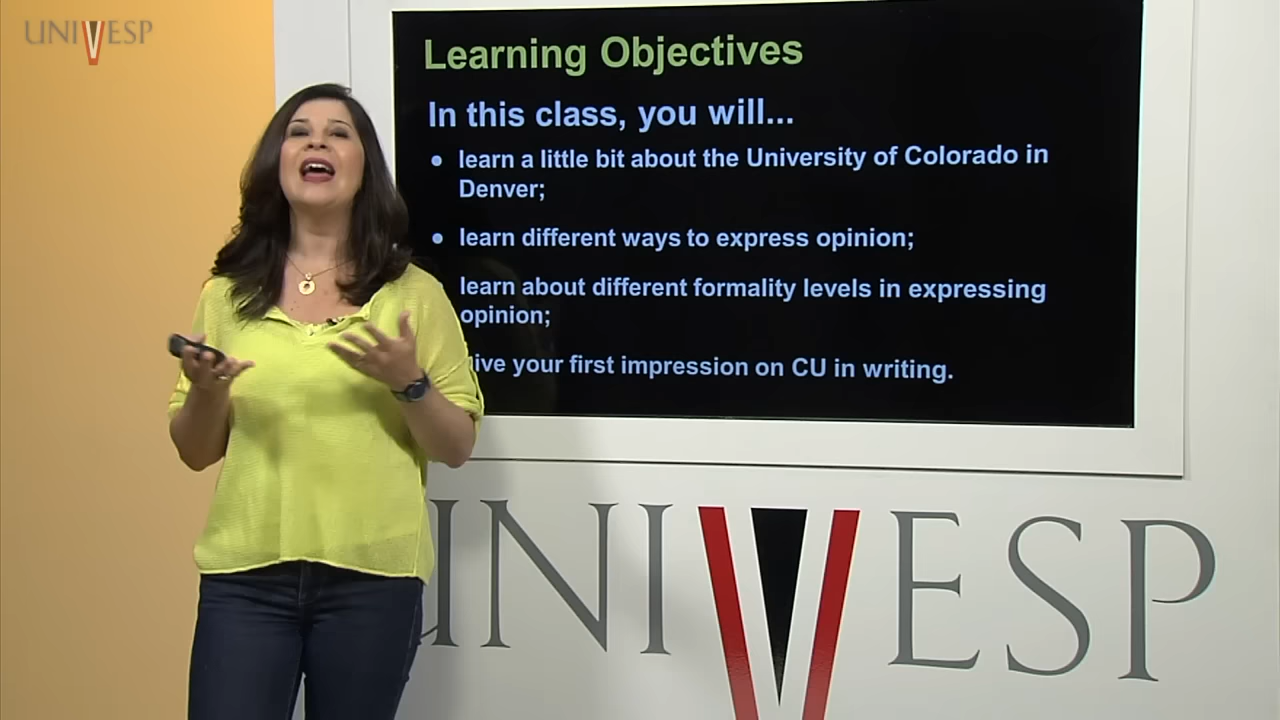 UNIVESP
Learning Objectives
In this class, you will...
learn a little bit about the University of Colorado in
Denver;
learn different ways to express opinion;
learn about different formality levels in expressing
opinion;
ive your first impression on CU in writing.
UNIVESP